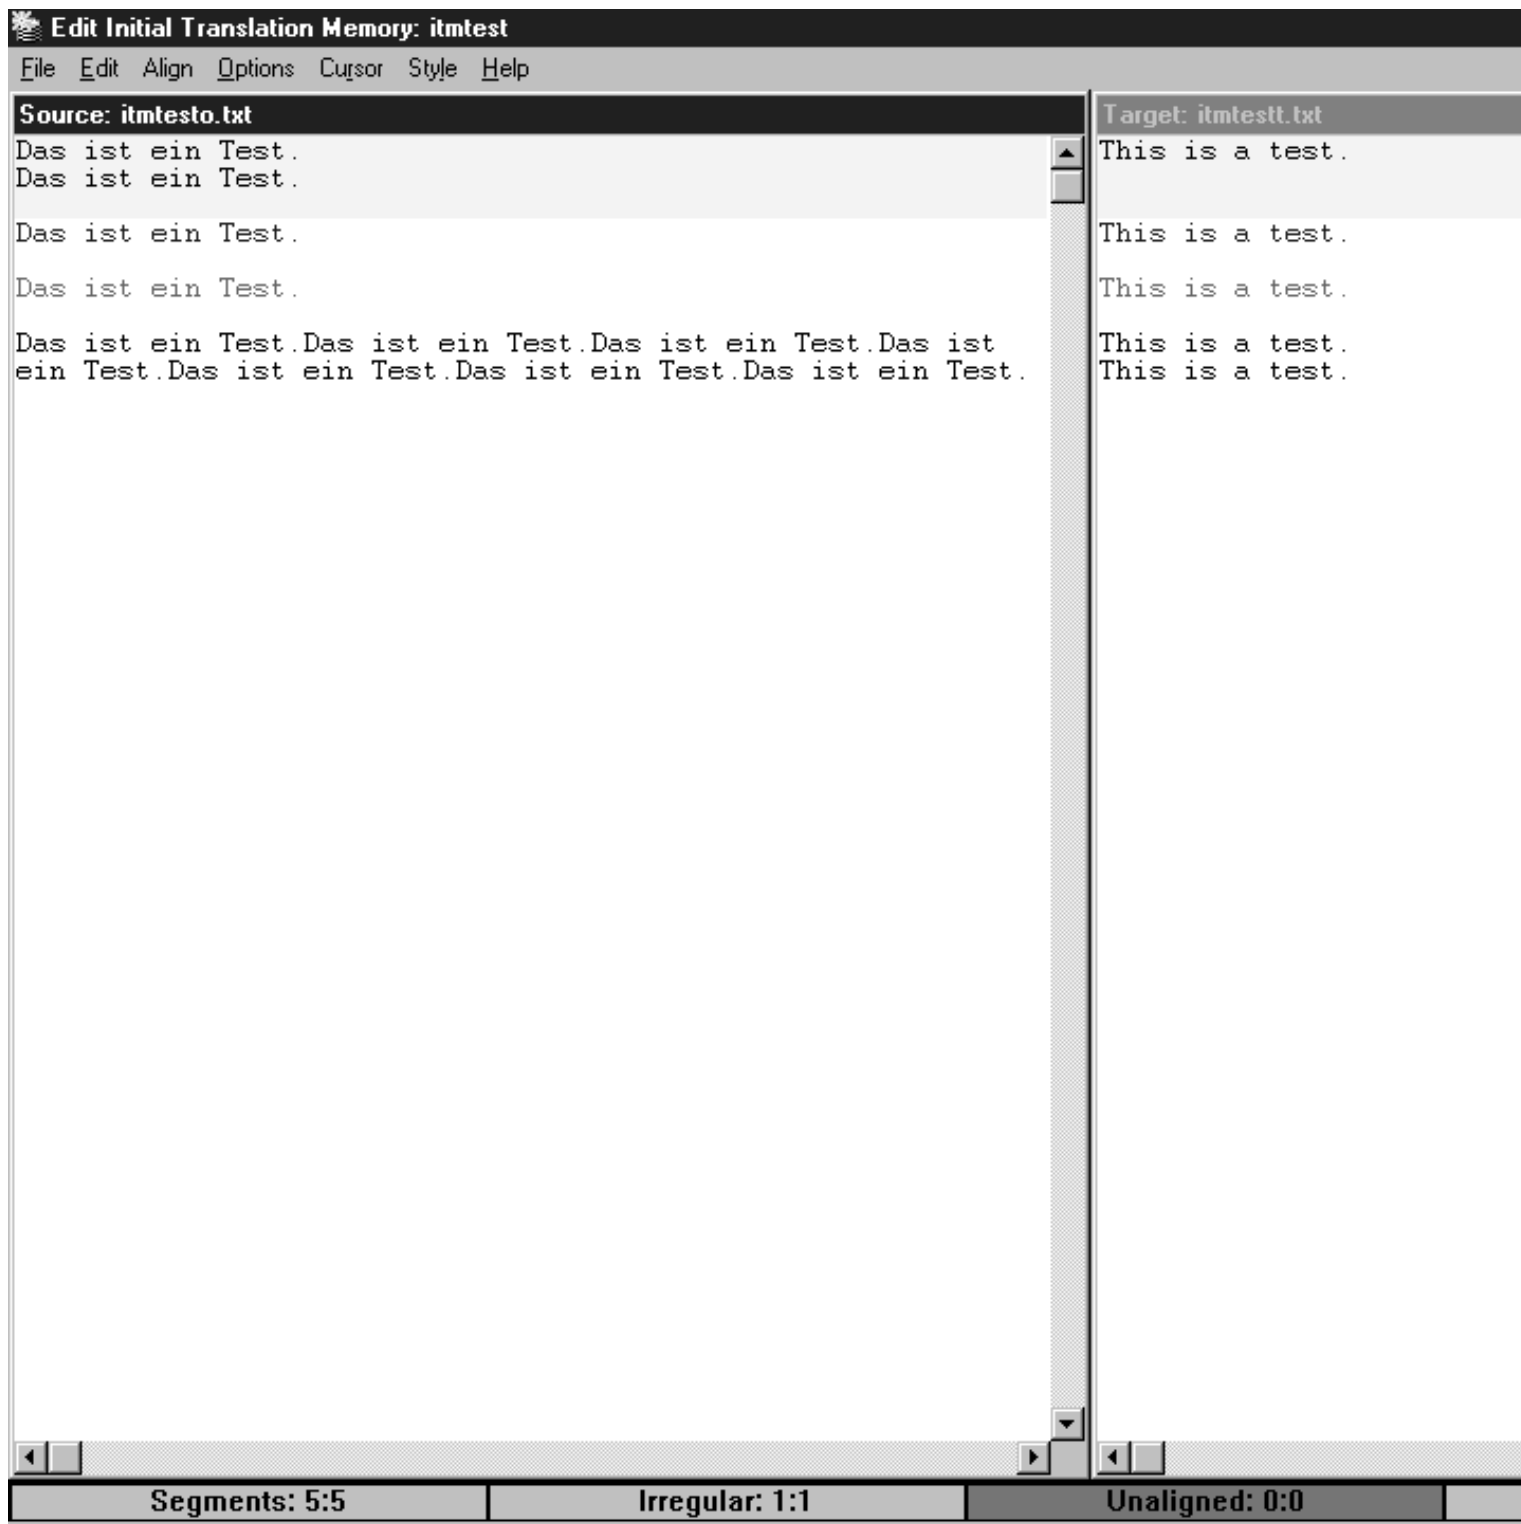 Edit Initial Translation Memory: itmtest
File Edit Align Options Cursor Style Help
Source: itmtesto.txt
Das ist ein Test.
Das ist ein Test.
Das ist ein Test.
Das ist ein Test.
Das ist ein Test.Das ist ein Test.Das ist ein Test.Das ist
ein Test.Das ist ein Test.Das ist ein Test.Das ist ein Test.
Target: itmtestt.txt
This is a test.
This is a test.
This is a test.
This is a test.
This is a test.
Segments: 5:5 Irregular: 1:1 Unaligned: 0:0